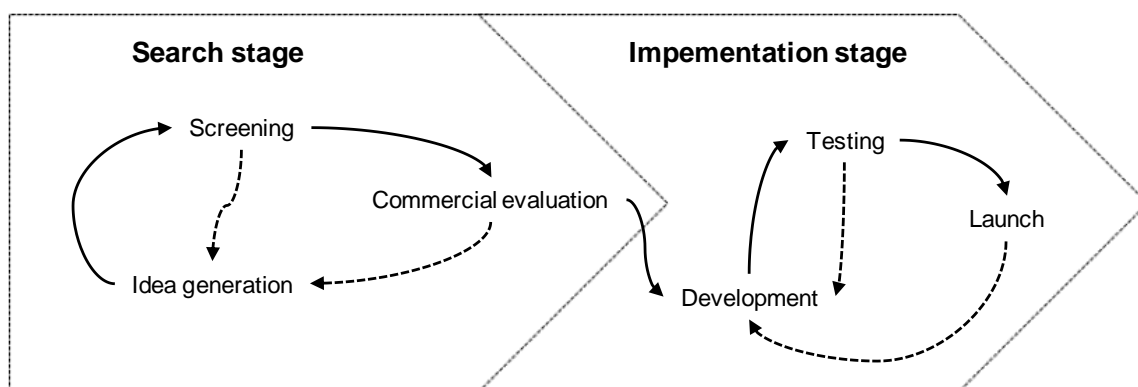 Search stage
Impementation stage
Screening
Testing
Commercial evaluation
Launch
Idea generation
Development